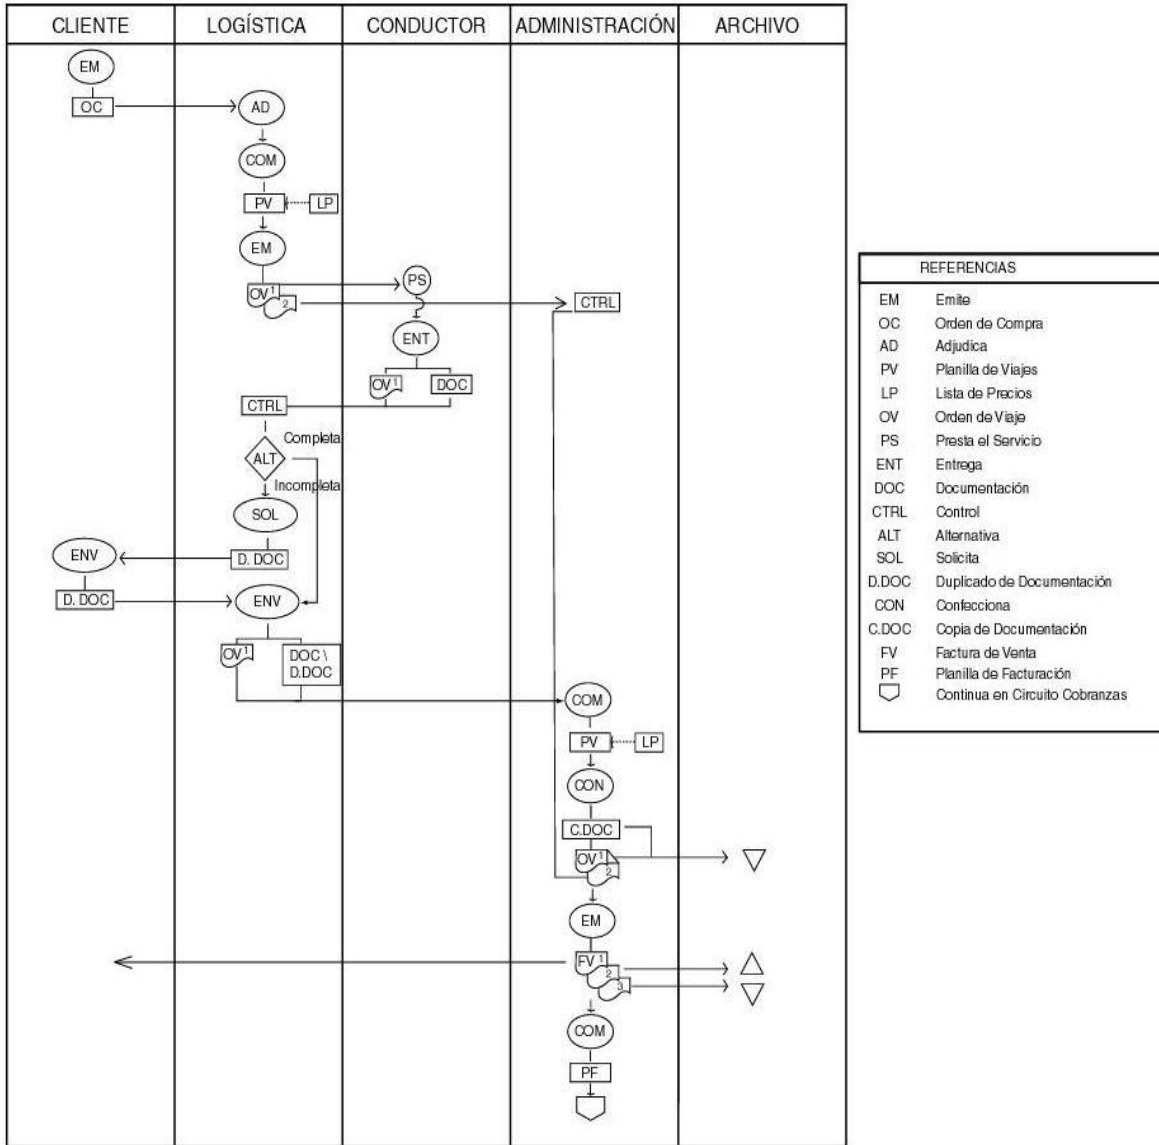 CLIENTE LOGÍSTICA CONDUCTOR ADMINISTRACIÓN ARCHIVO
EM
OC
AD
COM
PV LP
EM
OV 1
2
PS
CTRL
ENT
OV 1 DOC
CTRL
Completa
ALT
Incompleta
SOL
ENV
D. DOC
D. DOC
ENV
OV 1 DOC \
D.DOC
COM
PV LP
CON
C.DOC
OV 1
2
EM
FV 1
2
3
COM
PF
REFERENCIAS
EM Emite
OC Orden de Compra
AD Adjudica
PV Planilla de Viajes
LP Lista de Precios
OV Orden de Viaje
PS Presta el Servicio
ENT Entrega
DOC Documentación
CTRL Control
ALT Alternativa
SOL Solicita
D.DOC Duplicado de Documentación
CON Confecciona
C.DOC Copia de Documentación
FV Factura de Venta
PF Planilla de Facturación
Continua en Circuito Cobranzas